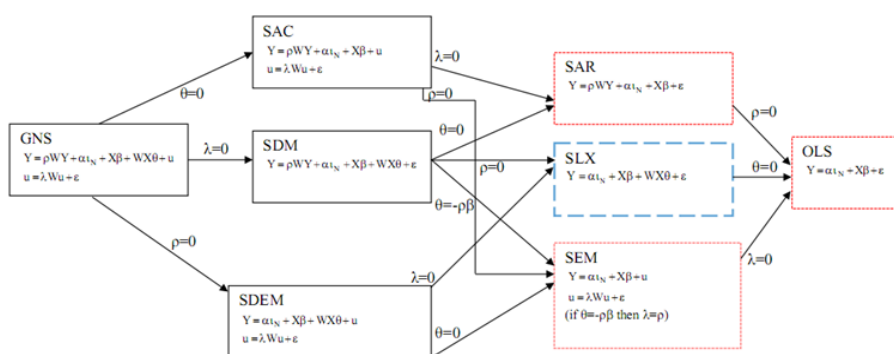 SAC
Y=ρWY+αι_N+Xβ+u
u=λWu+ε
λ=0
ρ=0
SAR
Y=ρWY+αι_N+Xβ+ε
θ=0
θ=0
ρ=0
GNS
Y=ρWY+αι_N+Xβ+WXθ+u
u=λWu+ε
λ=0
SDM
Y=ρWY+αι_N+Xβ+WXθ+ε
ρ=0
SLX
Y=αι_N+Xβ+WXθ+ε
θ=0
OLS
Y=αι_N+Xβ+ε
θ=-ρβ
ρ=0
λ=0
SEM
Y=αι_N+Xβ+u
u=λWu+ε
(if θ=-ρβ then λ=ρ)
λ=0
SDEM
Y=αι_N+Xβ+WXθ+u
u=λWu+ε
θ=0